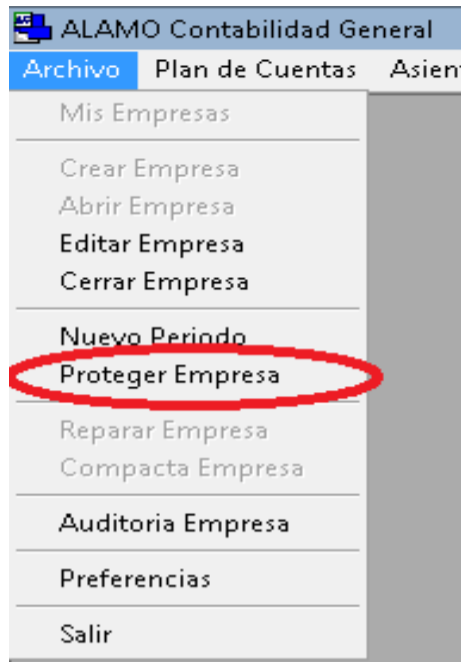 ALAMO Contabilidad General
Archivo Plan de Cuentas Asien
Mis Empresas
Crear Empresa
Abrir Empresa
Editar Empresa
Cerrar Empresa
Nuevo Periodo
Proteger Empresa
Reparar Empresa
Compacta Empresa
Auditoria Empresa
Preferencias
Salir